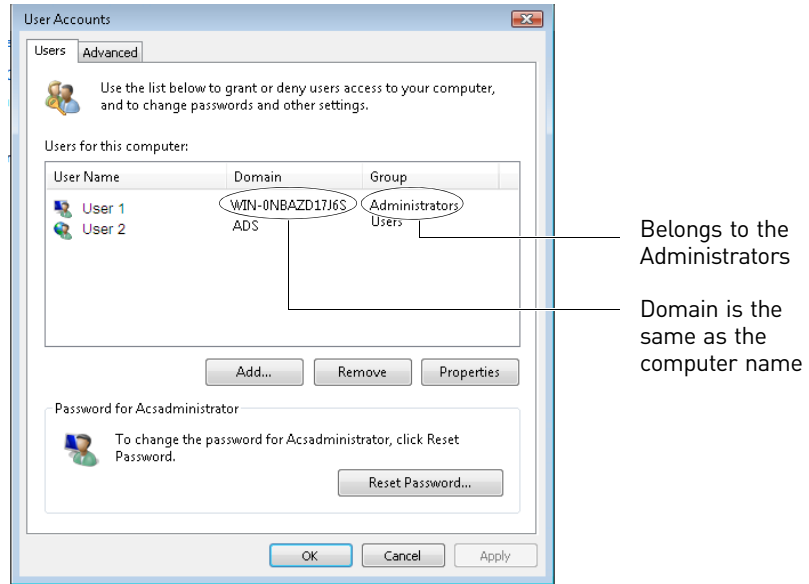 User Accounts
Users Advanced
Use the list below to grant or deny users access to your computer,
and to change passwords and other settings.
Users for this computer:
User Name Domain Group
User 1 WIN-0NBAZD17J6S Administrators
User 2 ADS Users
Belongs to the
Administrators
Domain is the
same as the
computer name
Add... Remove Properties
Password for Acsadministrator
To change the password for Acsadministrator, click Reset
Password.
Reset Password...
OK Cancel Apply